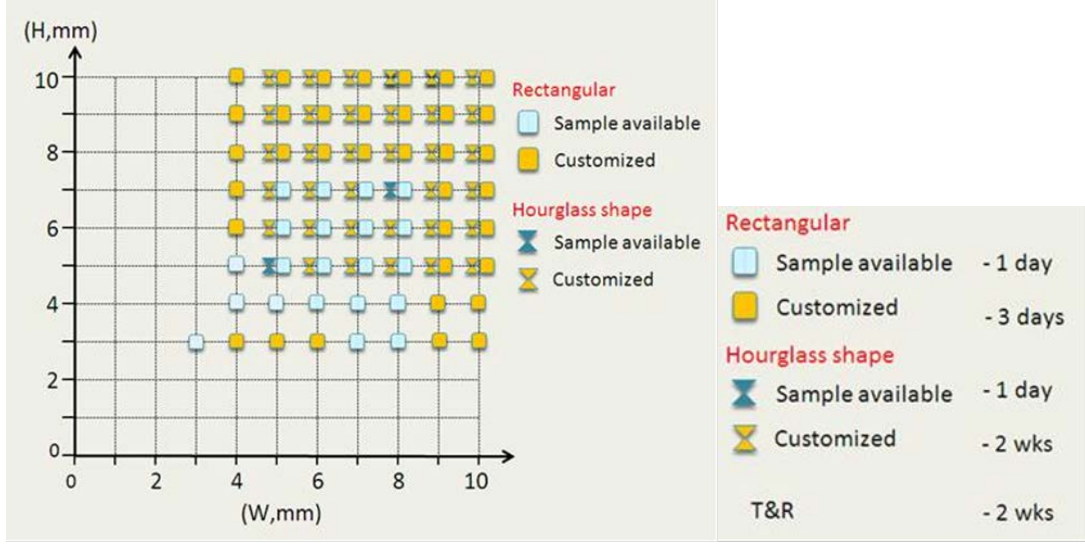 (H,mm)
10
8
6
4
2
0
0 2 4 6 8 10
(W,mm)
Rectangular
Sample available
Customized
Hourglass shape
Sample available
Customized
Rectangular
Sample available - 1 day
Customized - 3 days
Hourglass shape
Sample available - 1 day
Customized - 2 wks
T&R - 2 wks